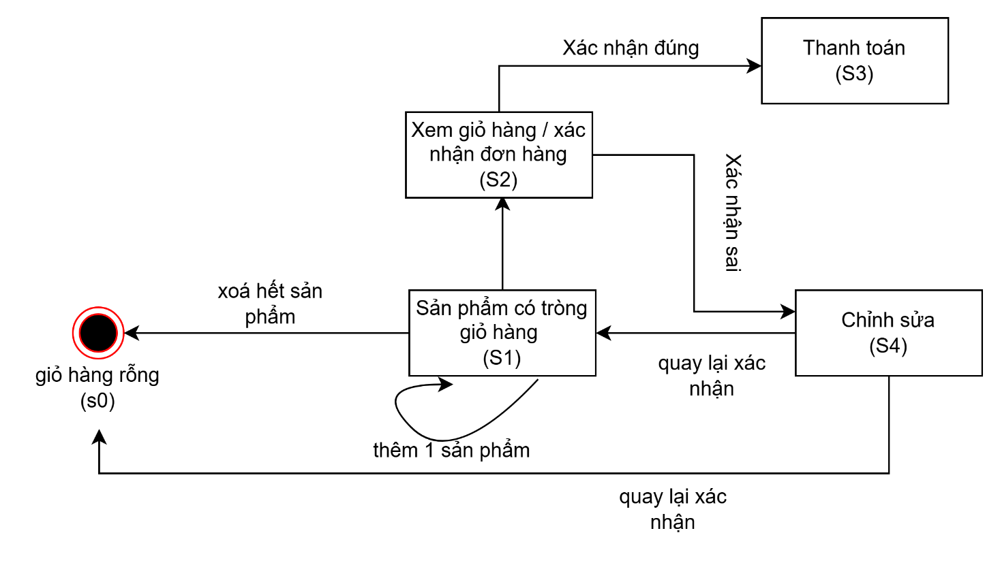 Xác nhận đúng
Thanh toán
(S3)
Xem giỏ hàng / xác
nhận đơn hàng
(S2)
Xác nhận sai
xoá hết sản
phẩm
Sản phẩm có tròng
giỏ hàng
(S1)
Chỉnh sửa
(S4)
quay lại xác
nhận
giỏ hàng rỗng
(s0)
thêm 1 sản phẩm
quay lại xác
nhận